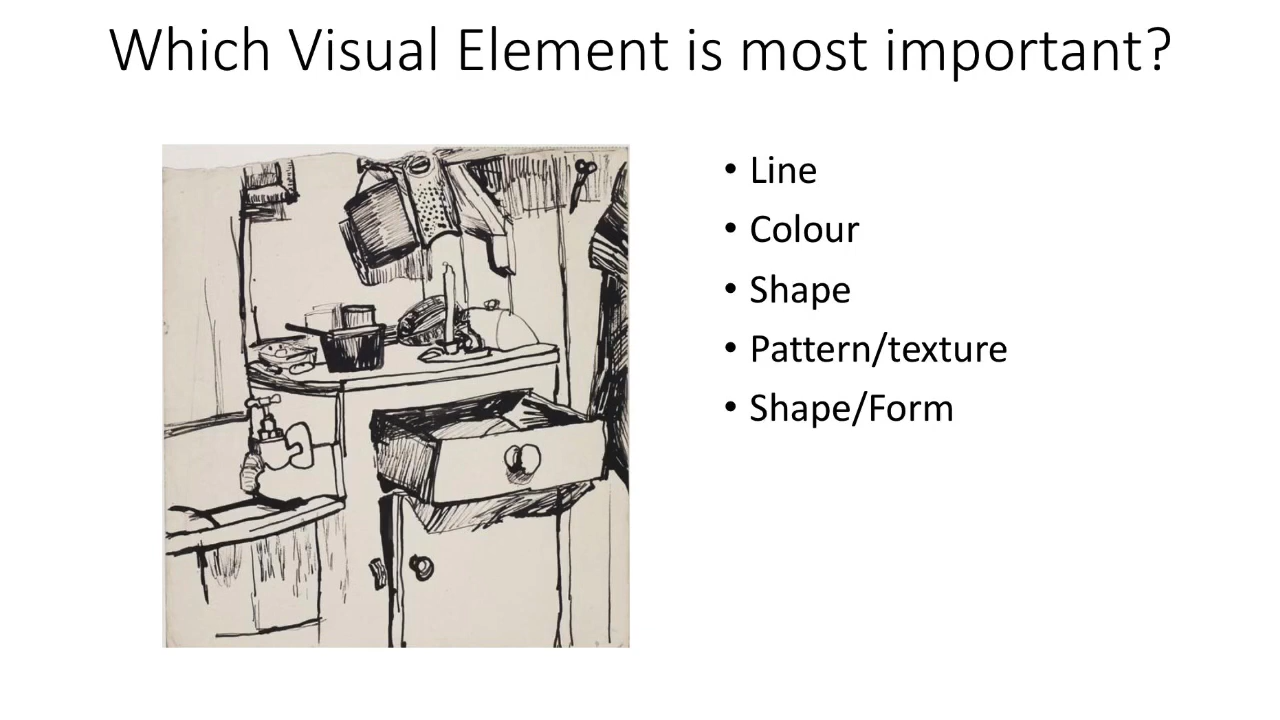 Which Visual Element is most important?
• Line
• Colour
• Shape
• Pattern/texture
• Shape/Form